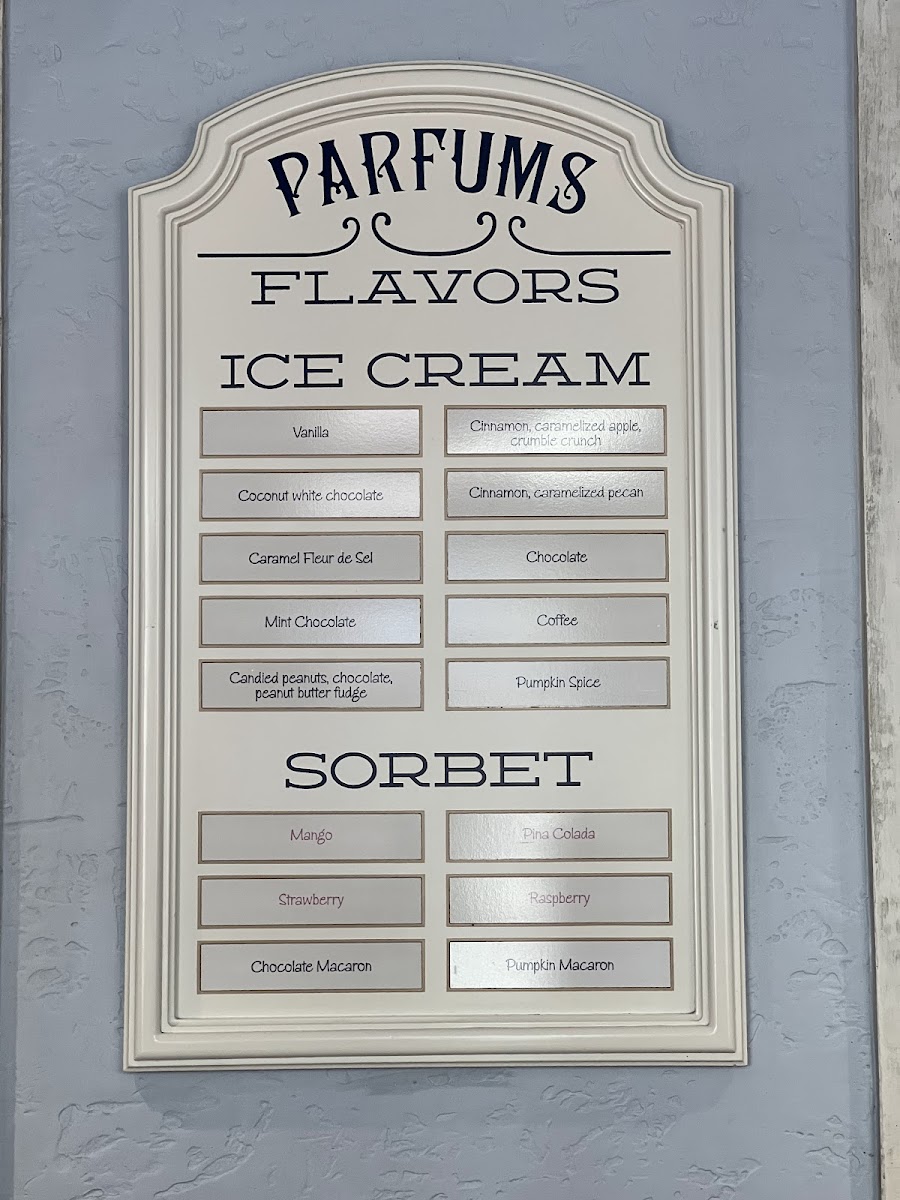 PARFUMS
FLAVORS
ICE CREAM
Vanilla
Cinnamon, caramelized apple,
crumble crunch
Coconut white chocolate
Cinnamon, caramelized pecan
Caramel Fleur de Sel
Chocolate
Mint Chocolate
Coffee
Candied peanuts, chocolate,
peanut butter fudge
Pumpkin Spice
SORBET
Mango
Pina Colada
Strawberry
Raspberry
Chocolate Macaron
Pumpkin Macaron